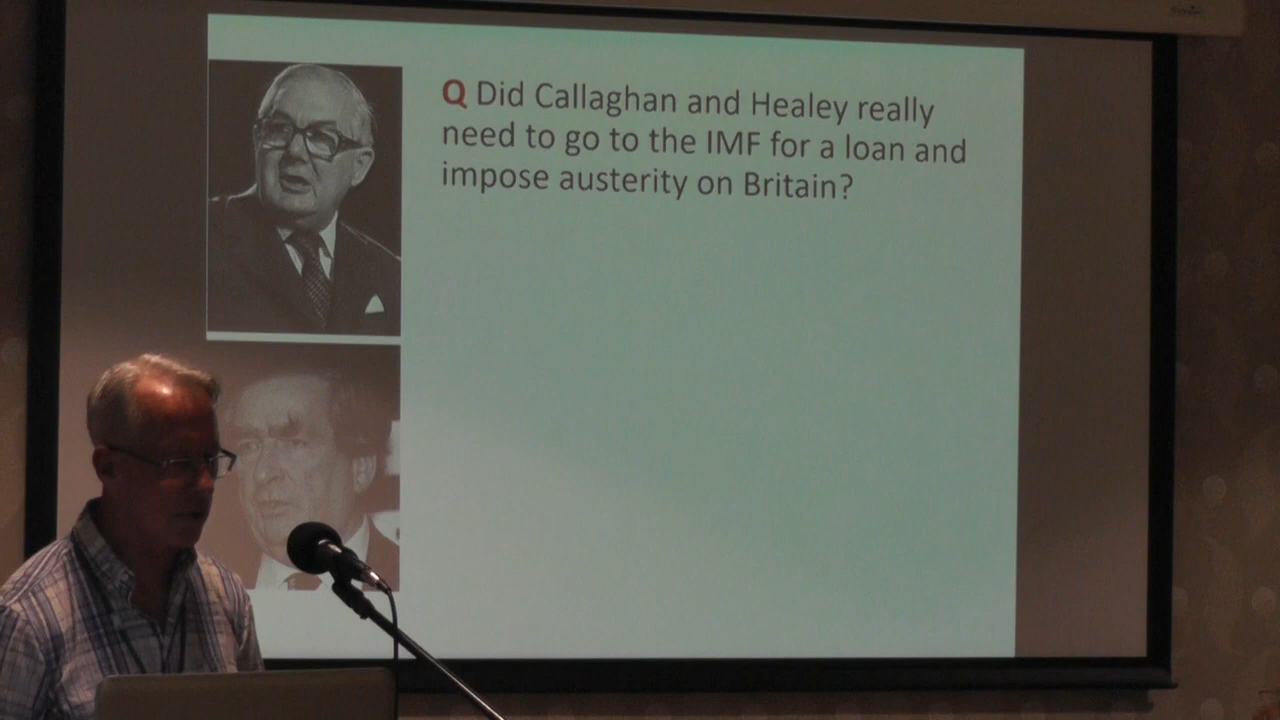 Q Did Callaghan and Healey really
need to go to the IMF for a loan and
impose austerity on Britain?